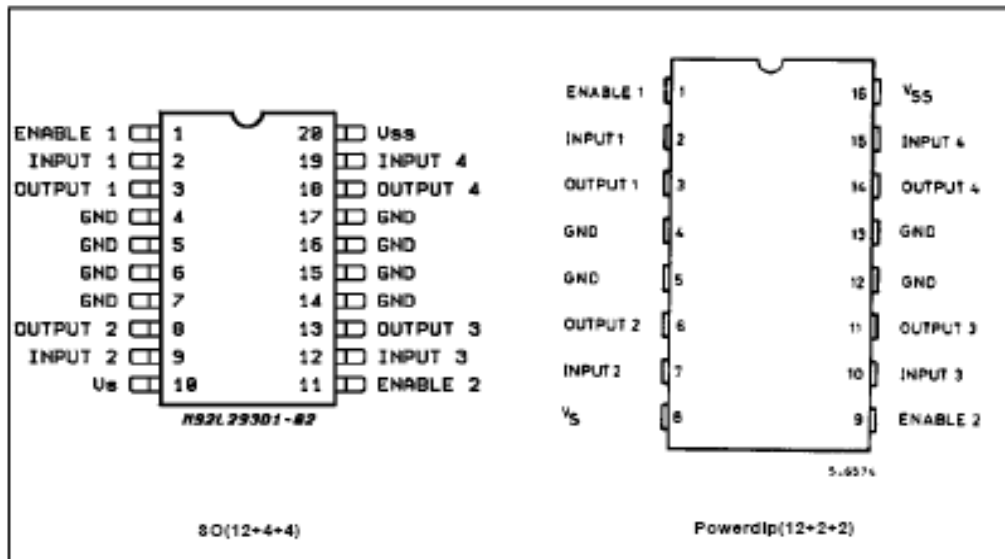 ENABLE 1 1 20 Vss
INPUT 1 2 19 INPUT 4
OUTPUT 1 3 18 OUTPUT 4
GND 4 17 GND
GND 5 16 GND
GND 6 15 GND
GND 7 14 GND
OUTPUT 2 8 13 OUTPUT 3
INPUT 2 9 12 INPUT 3
Vs 10 11 ENABLE 2
M92L293D1-02
SO(12+4+4)
ENABLE 1 1 16 VSS
INPUT 1 2 15 INPUT 4
OUTPUT 1 3 14 OUTPUT 4
GND 4 13 GND
GND 5 12 GND
OUTPUT 2 6 11 OUTPUT 3
INPUT 2 7 10 INPUT 3
VS 8 9 ENABLE 2
Powerdip(12+2+2)